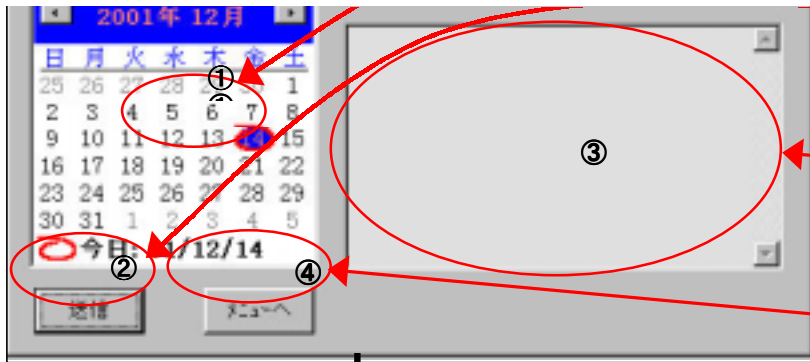 2001年 12月
日 月 火 水 木 金 土
25 26 27 28 29 30 1
①
2 3 4 5 6 7 8
9 10 11 12 13 14 15
16 17 18 19 20 21 22
23 24 25 26 27 28 29
30 31 1 2 3 4 5
今日: 1/12/14
②
④
③
送信
メニューへ